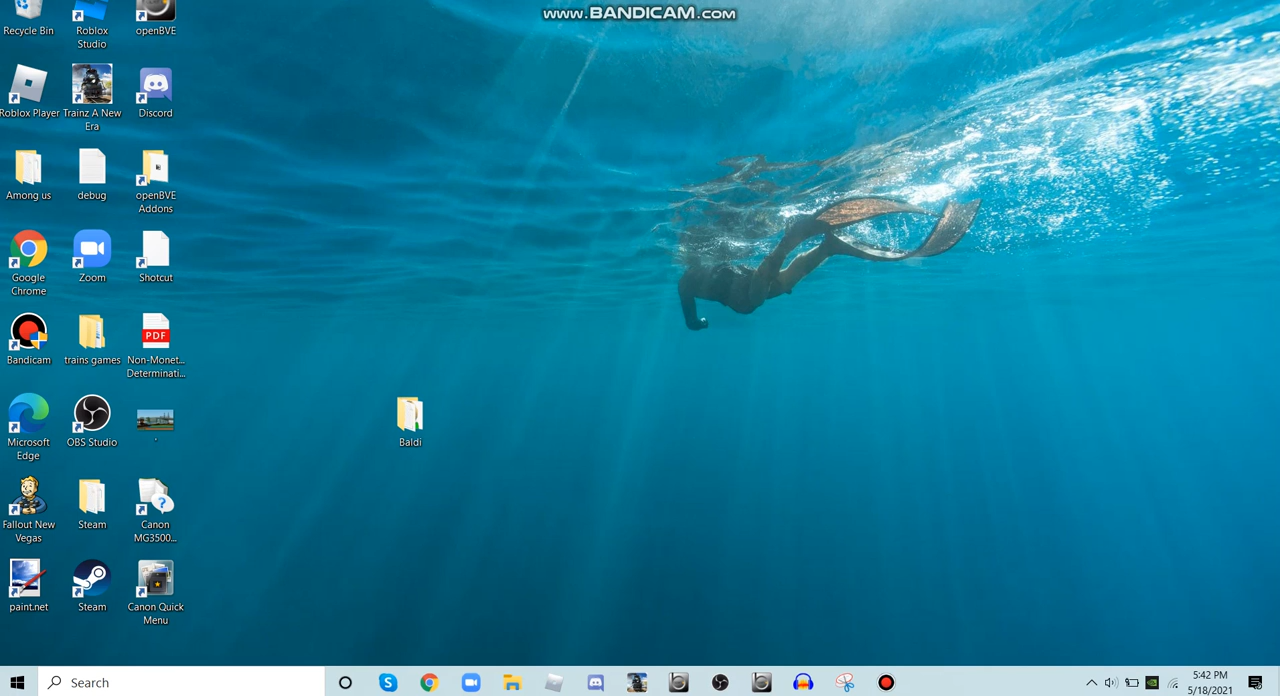 www.BANDICAM.com
Recycle Bin
Roblox
Studio
openBVE
Roblox Player
Trainz A New
Era
Discord
Among us
debug
openBVE
Addons
Google
Chrome
Zoom
Shotcut
Bandicam
trains games
PDF
Non-Monet...
Determinati...
Microsoft
Edge
OBS Studio
.
Baldi
Fallout New
Vegas
Steam
Canon
MG3500...
paint.net
Steam
Canon Quick
Menu
Search
5:42 PM
5/18/2021